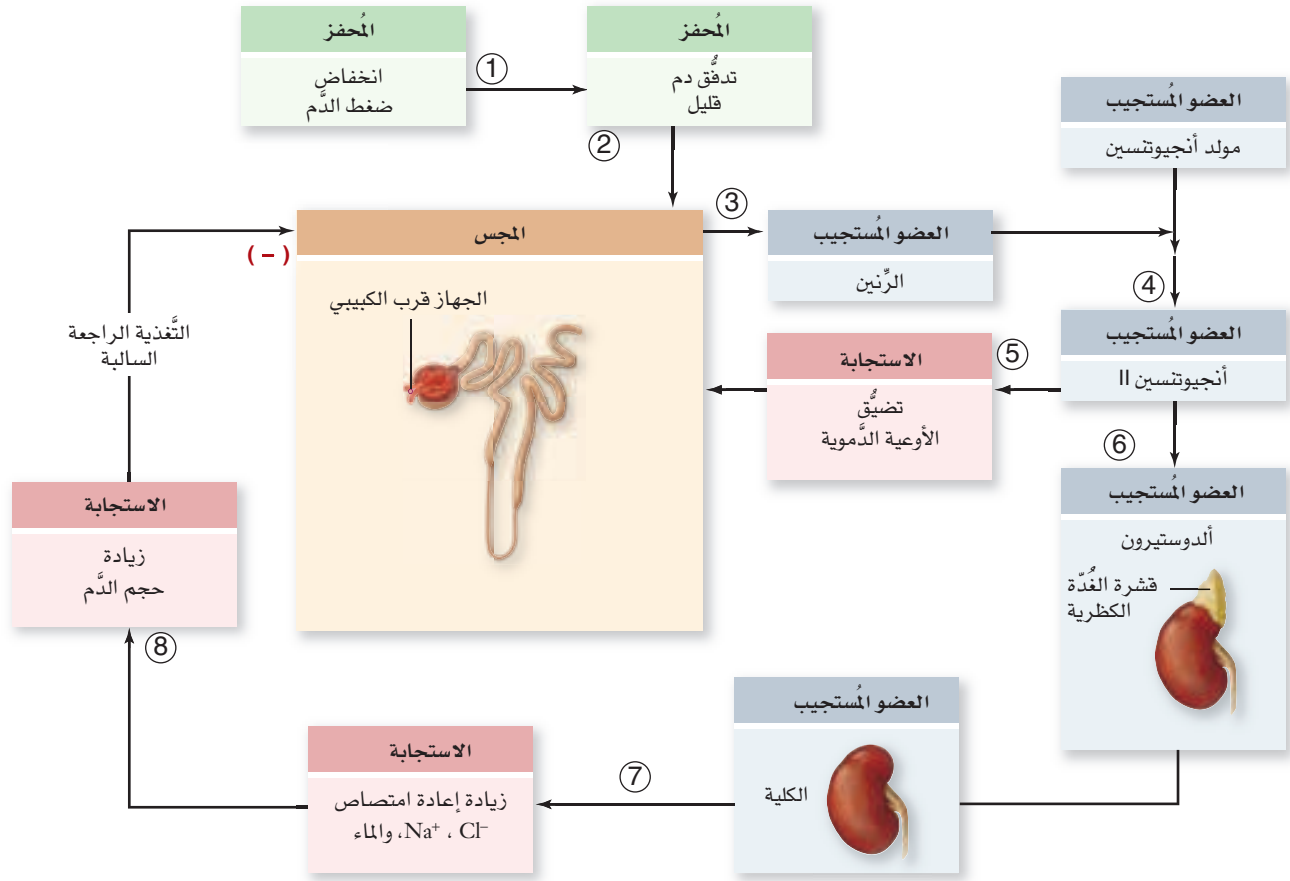 المُحفز
انخفاض
ضغط الدَّم
①
المُحفز
تدفُّق دم
قليل
②
العضو المُستجيب
مولد أنجيوتنسين
المجس
الجهاز قرب الكبيبي
③
العضو المُستجيب
الرِّنين
④
العضو المُستجيب
أنجيوتنسين II
⑤
الاستجابة
تضيُّق
الأوعية الدَّموية
⑥
العضو المُستجيب
ألدوستيرون
قشرة الغُدّة
الكظرية
العضو المُستجيب
الكلية
⑦
الاستجابة
زيادة إعادة امتصاص
Cl⁻ ، Na⁺، والماء
⑧
الاستجابة
زيادة
حجم الدَّم
التَّغذية الراجعة
السالبة
(–)